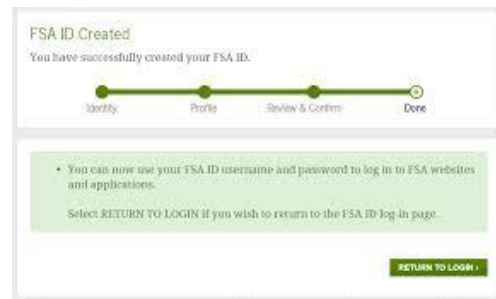 FSA ID Created
You have successfully created your FSA ID.
Identity Profile Review & Confirm Done
• You can now use your FSA ID username and password to log in to FSA websites
and applications.
Select RETURN TO LOGIN if you wish to return to the FSA ID log-in page.
RETURN TO LOGIN ›